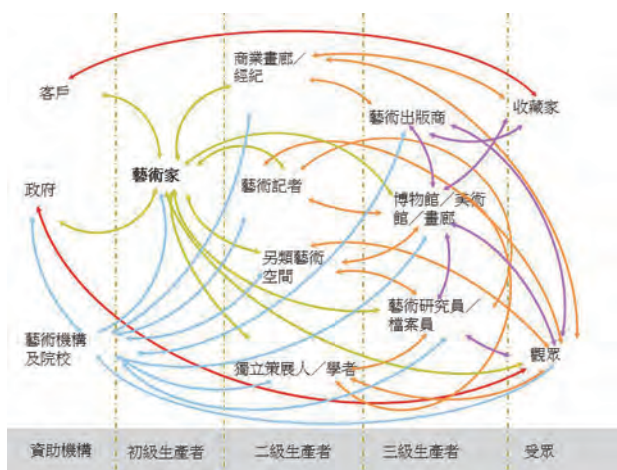 客戶
政府
藝術機構
及院校
藝術家
商業畫廊／
經紀
藝術記者
另類藝術
空間
獨立策展人／學者
藝術出版商
博物館／美術
館／畫廊
藝術研究員／
檔案員
收藏家
觀眾
資助機構
初級生產者
二級生產者
三級生產者
受眾